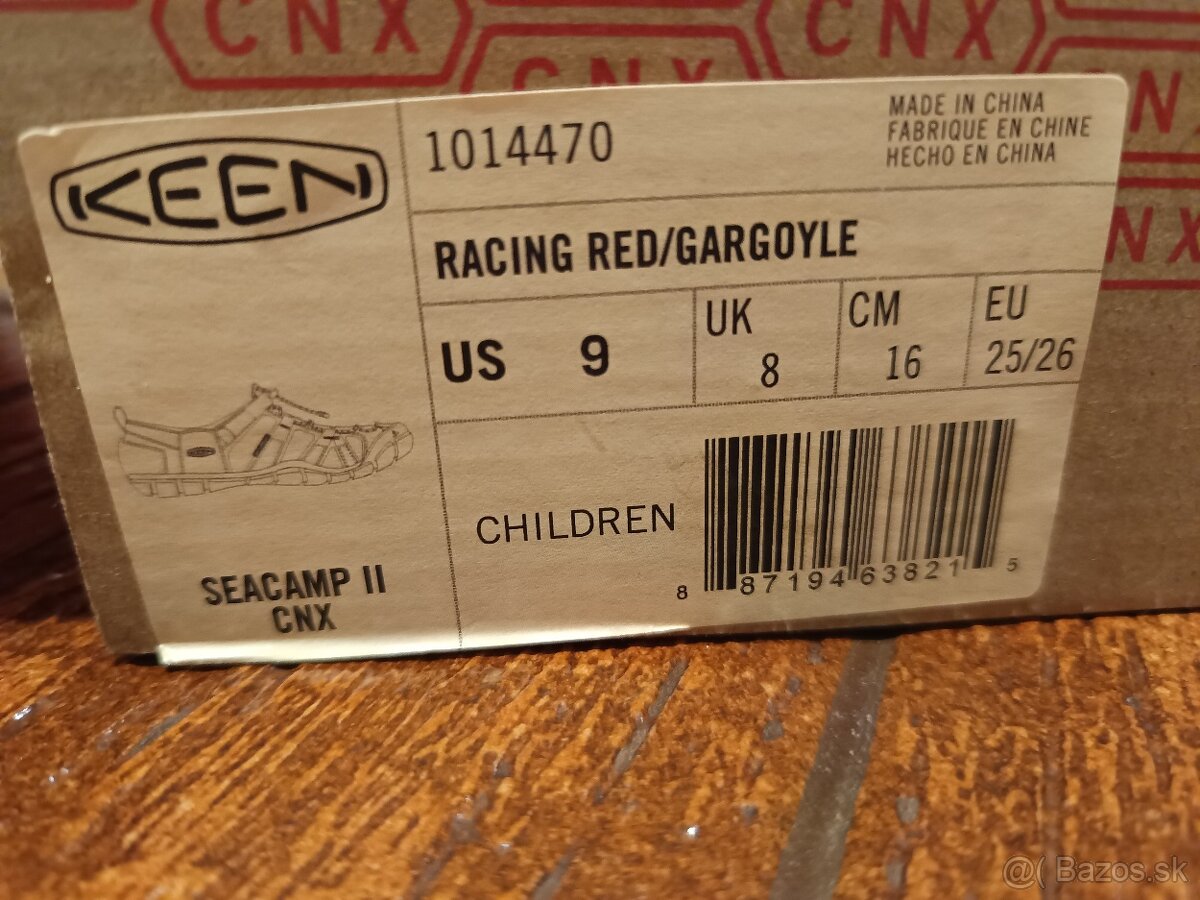 CNX
CNX
CNX
CNX
NX
KEEN
1014470
MADE IN CHINA
FABRIQUE EN CHINE
HECHO EN CHINA
RACING RED/GARGOYLE
US 9
UK
8
CM
16
EU
25/26
CHILDREN
SEACAMP II
CNX
8 87194 63821 5
@( Bazos.sk